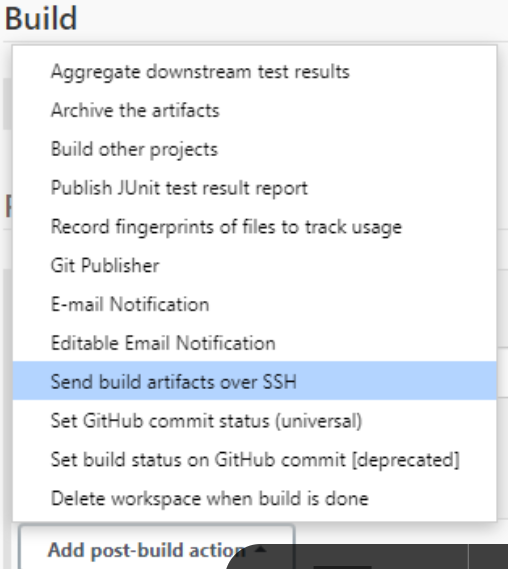 Build
Aggregate downstream test results
Archive the artifacts
Build other projects
Publish JUnit test result report
Record fingerprints of files to track usage
Git Publisher
E-mail Notification
Editable Email Notification
Send build artifacts over SSH
Set GitHub commit status (universal)
Set build status on GitHub commit [deprecated]
Delete workspace when build is done
Add post-build action